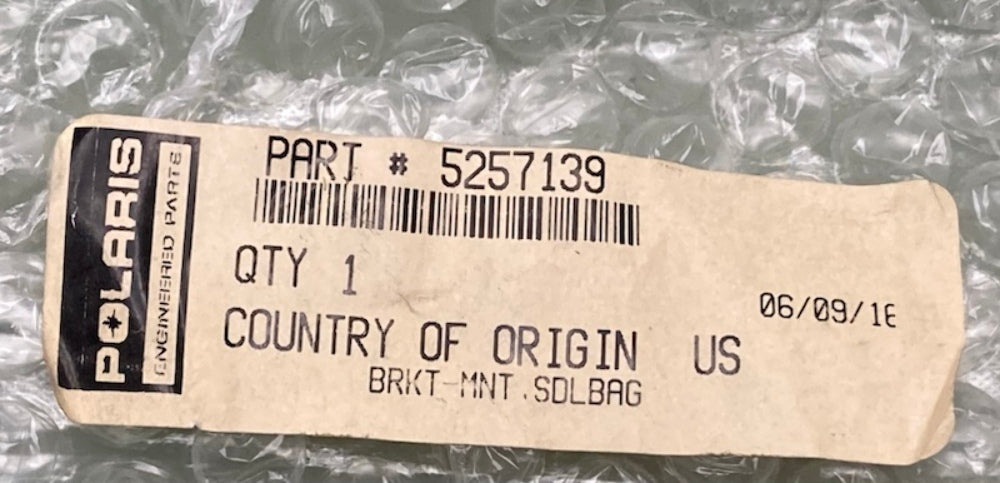 POLARIS
ENGINEERED PARTS
PART # 5257139
QTY 1
06/09/16
COUNTRY OF ORIGIN US
BRKT-MNT.SDLBAG